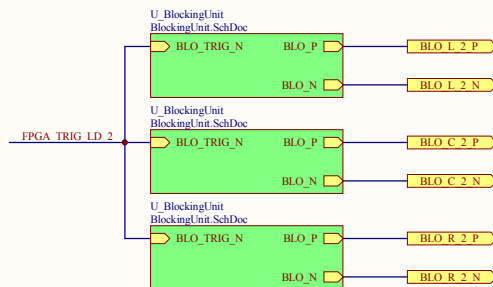 U_BlockingUnit
BlockingUnit.SchDoc
BLO_TRIG_N BLO_P BLO_L_2_P
BLO_N BLO_L_2_N
U_BlockingUnit
BlockingUnit.SchDoc
FPGA_TRIG_LD_2 BLO_TRIG_N BLO_P BLO_C_2_P
BLO_N BLO_C_2_N
U_BlockingUnit
BlockingUnit.SchDoc
BLO_TRIG_N BLO_P BLO_R_2_P
BLO_N BLO_R_2_N